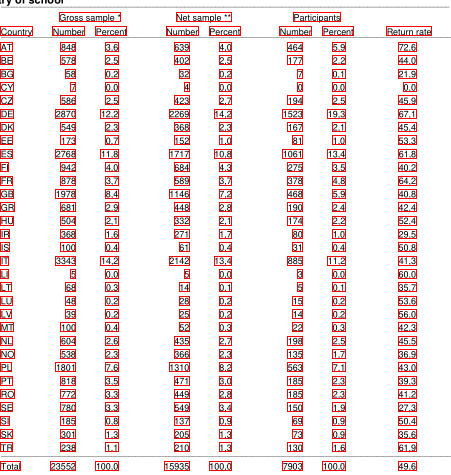 ry of school
Gross sample * Net sample ** Participants
Country Number Percent Number Percent Number Percent Return rate
AT 848 3.6 639 4.0 464 5.9 72.6
BE 578 2.5 402 2.5 177 2.2 44.0
BG 58 0.2 32 0.2 7 0.1 21.9
CY 7 0.0 4 0.0 0 0.0 0.0
CZ 586 2.5 423 2.7 194 2.5 45.9
DE 2870 12.2 2269 14.2 1523 19.3 67.1
DK 549 2.3 368 2.3 167 2.1 45.4
EE 173 0.7 152 1.0 81 1.0 53.3
ES 2768 11.8 1717 10.8 1061 13.4 61.8
FI 942 4.0 684 4.3 275 3.5 40.2
FR 878 3.7 589 3.7 378 4.8 64.2
GB 1978 8.4 1146 7.2 468 5.9 40.8
GR 681 2.9 448 2.8 190 2.4 42.4
HU 504 2.1 332 2.1 174 2.2 52.4
IR 368 1.6 271 1.7 80 1.0 29.5
IS 100 0.4 61 0.4 31 0.4 50.8
IT 3343 14.2 2142 13.4 885 11.2 41.3
LI 5 0.0 5 0.0 3 0.0 60.0
LT 68 0.3 14 0.1 5 0.1 35.7
LU 48 0.2 28 0.2 15 0.2 53.6
LV 39 0.2 25 0.2 14 0.2 56.0
MT 100 0.4 52 0.3 22 0.3 42.3
NL 604 2.6 435 2.7 198 2.5 45.5
NO 538 2.3 366 2.3 135 1.7 36.9
PL 1801 7.6 1310 8.2 563 7.1 43.0
PT 818 3.5 471 3.0 185 2.3 39.3
RO 772 3.3 449 2.8 185 2.3 41.2
SE 780 3.3 549 3.4 150 1.9 27.3
SI 185 0.8 137 0.9 69 0.9 50.4
SK 301 1.3 205 1.3 73 0.9 35.6
TR 238 1.1 210 1.3 130 1.6 61.9
Total 23552 100.0 15935 100.0 7903 100.0 49.6